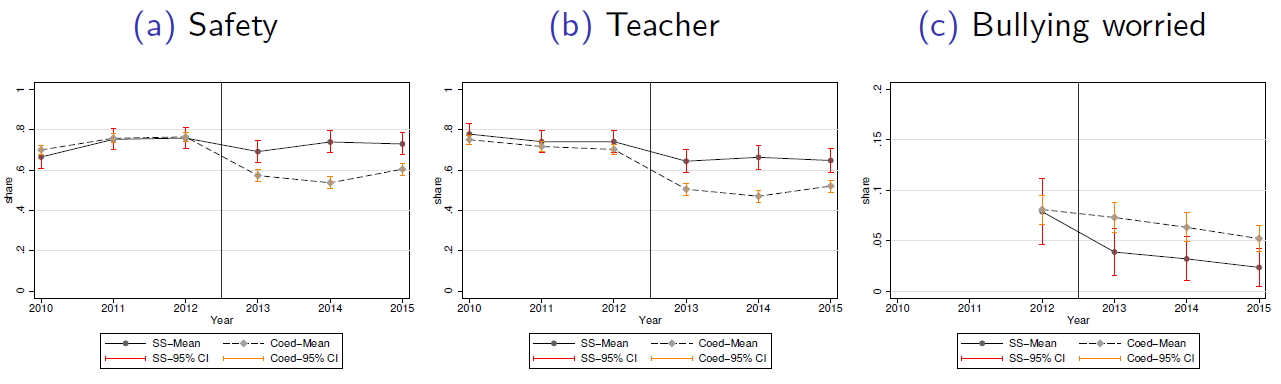 (a) Safety
1
.8
.6
.4
.2
0
share
2010 2011 2012 2013 2014 2015
Year
SS-Mean Coed-Mean
SS-95% CI Coed-95% CI
(b) Teacher
1
.8
.6
.4
.2
0
share
2010 2011 2012 2013 2014 2015
Year
SS-Mean Coed-Mean
SS-95% CI Coed-95% CI
(c) Bullying worried
.2
.15
.1
.05
0
share
2010 2011 2012 2013 2014 2015
Year
SS-Mean Coed-Mean
SS-95% CI Coed-95% CI